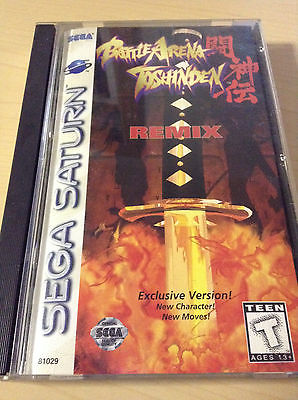 SEGA
SEGA SATURN
BATTLE ARENA
TOSHINDEN
闘神伝
REMIX
Exclusive Version!
New Character!
New Moves!
SEGA
81029
TEEN
T
AGES 13+